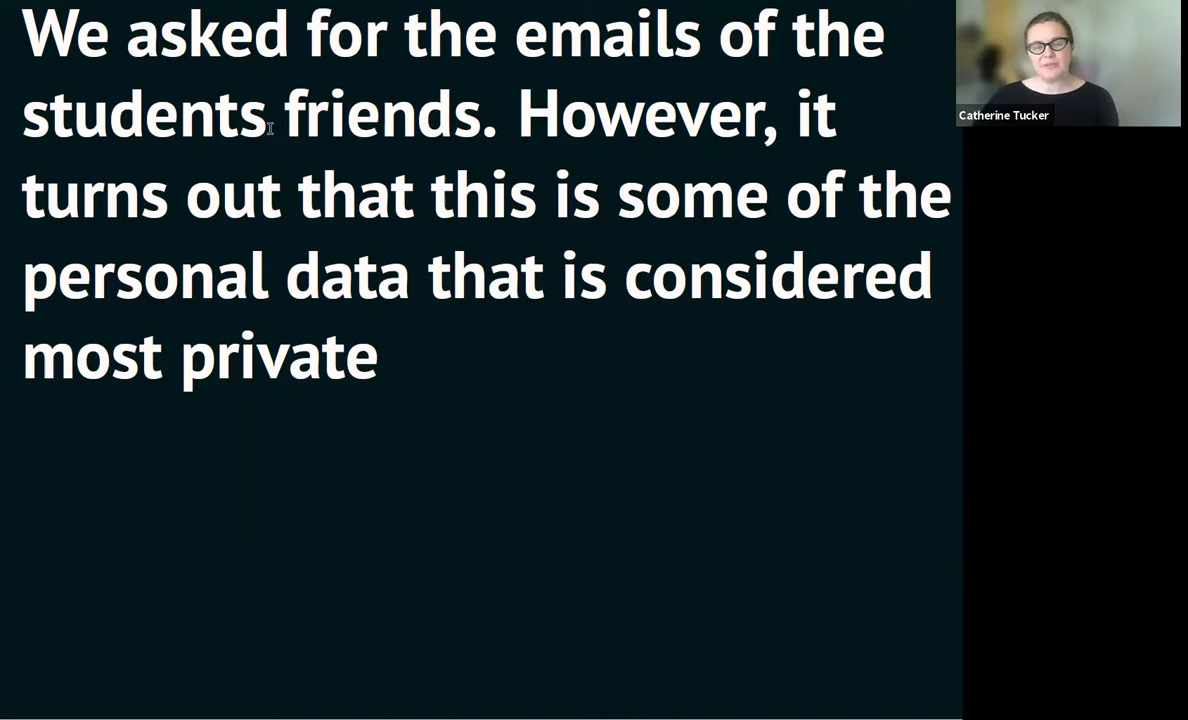 We asked for the emails of the
students friends. However, it
turns out that this is some of the
personal data that is considered
most private
Catherine Tucker